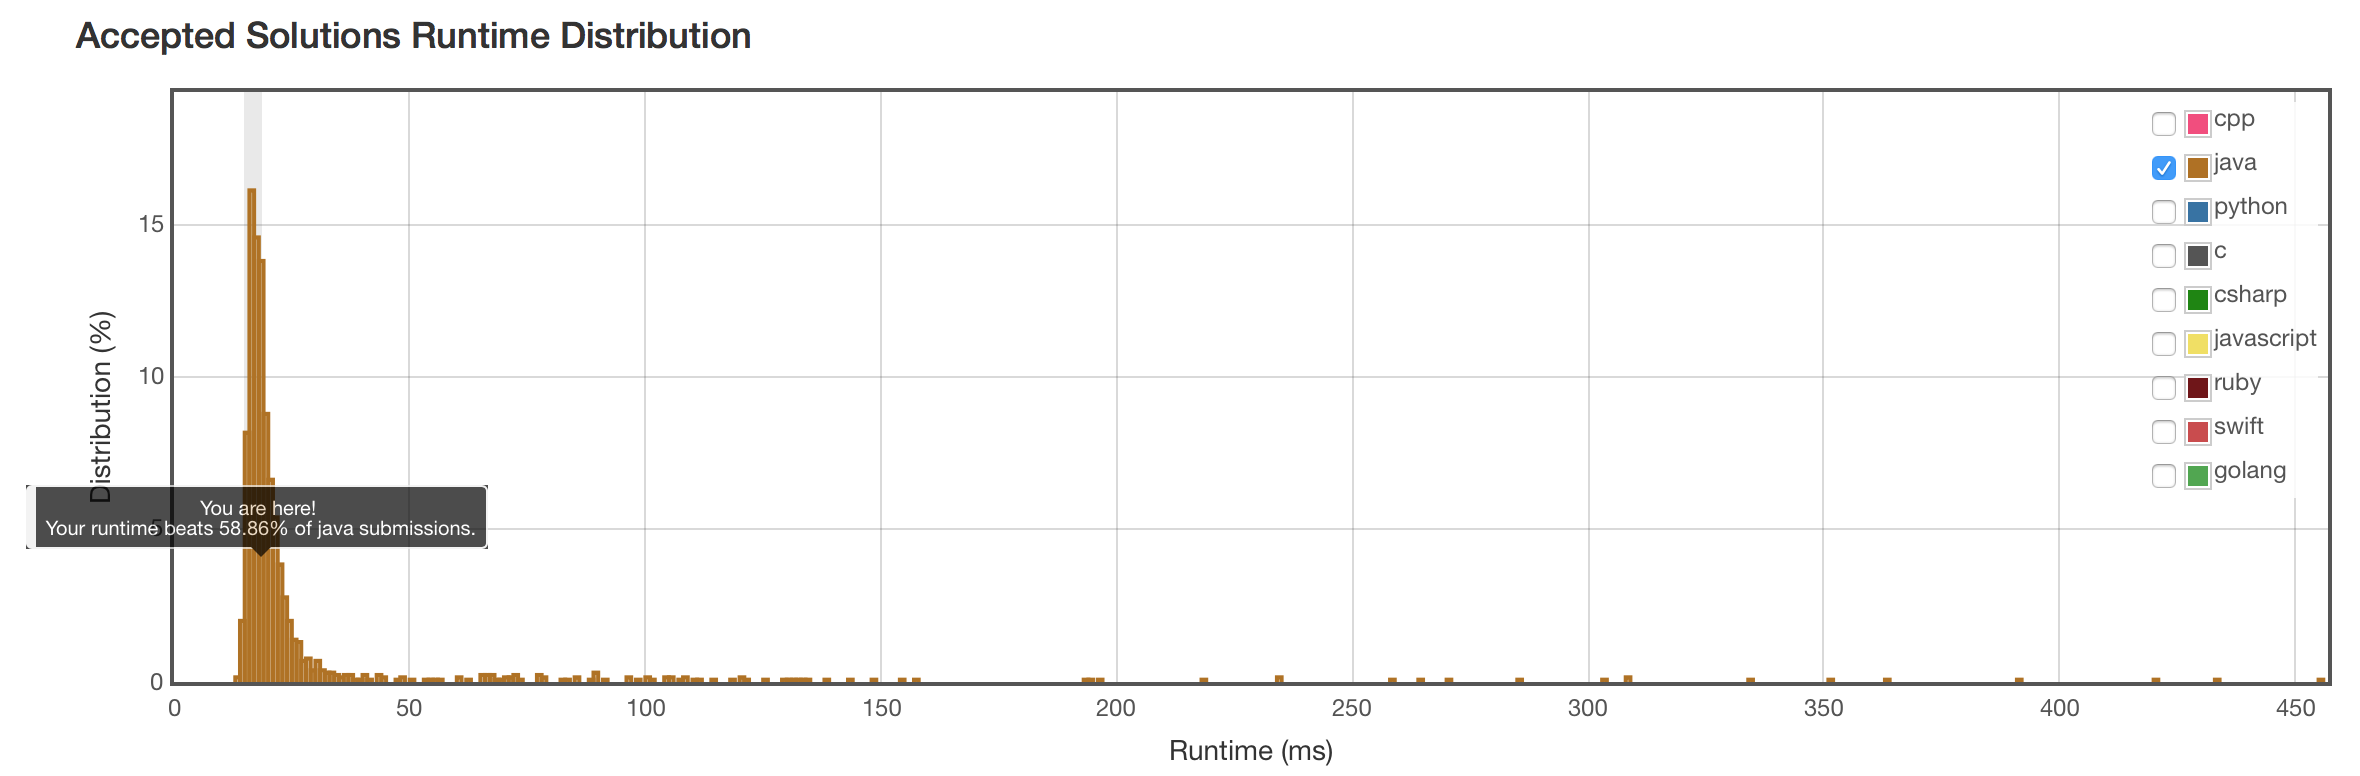 Accepted Solutions Runtime Distribution
cpp
java
python
c
csharp
javascript
ruby
swift
golang
Distribution (%)
15
10
5
0
You are here!
Your runtime beats 58.86% of java submissions.
0 50 100 150 200 250 300 350 400 450
Runtime (ms)